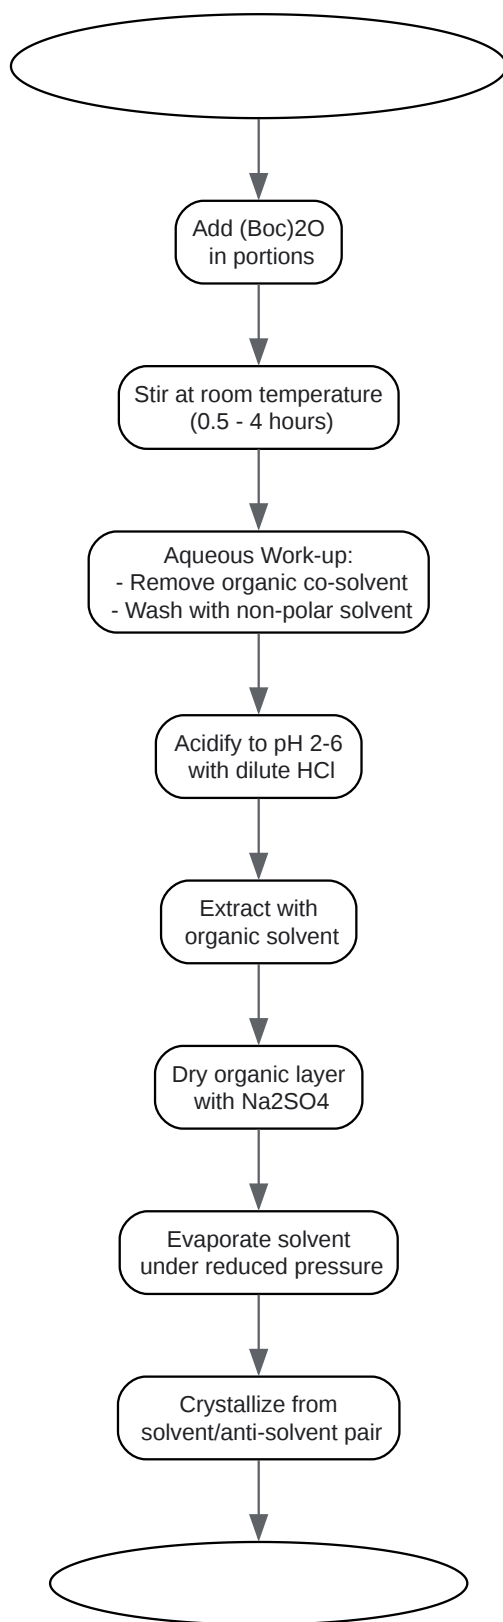 Add (Boc)2O
in portions
Stir at room temperature
(0.5 - 4 hours)
Aqueous Work-up:
- Remove organic co-solvent
- Wash with non-polar solvent
Acidify to pH 2-6
with dilute HCl
Extract with
organic solvent
Dry organic layer
with Na2SO4
Evaporate solvent
under reduced pressure
Crystallize from
solvent/anti-solvent pair